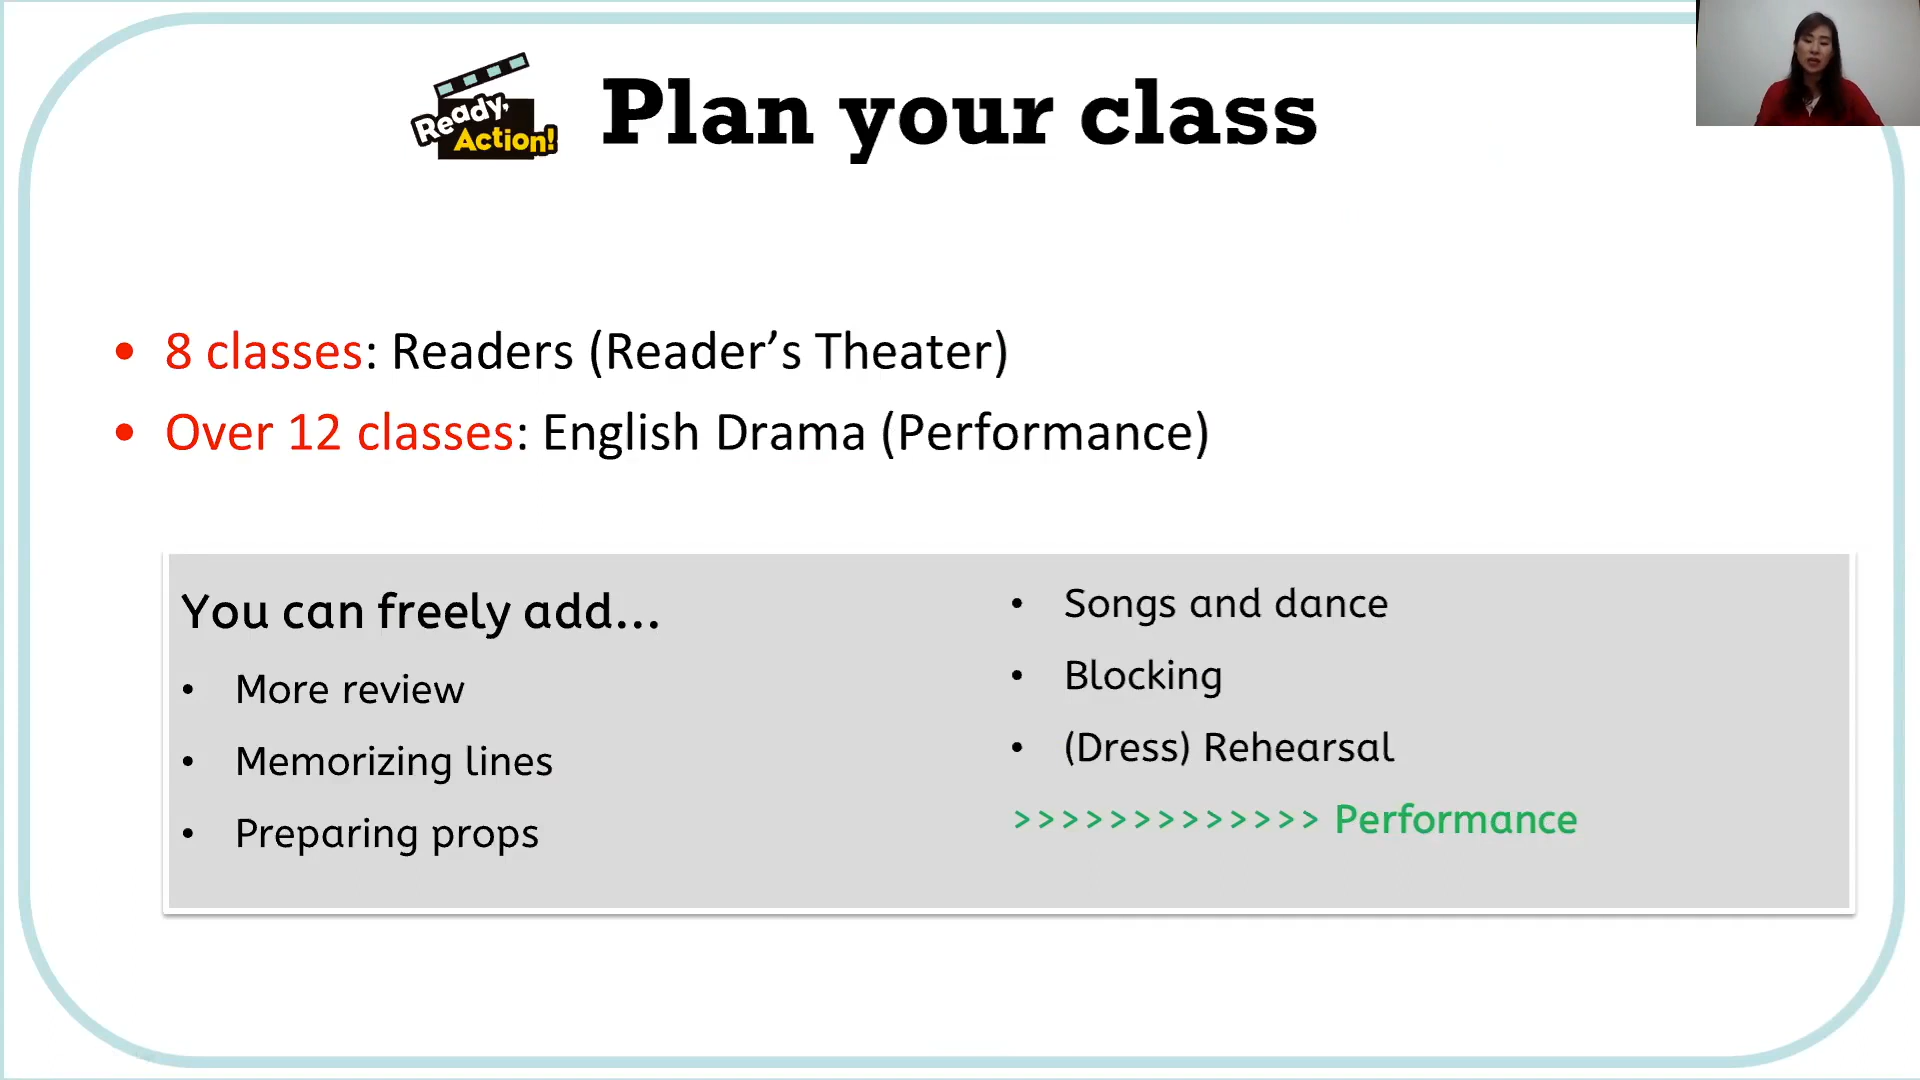 Ready,
Action!
Plan your class
• 8 classes: Readers (Reader’s Theater)
• Over 12 classes: English Drama (Performance)
You can freely add...
• More review
• Memorizing lines
• Preparing props
• Songs and dance
• Blocking
• (Dress) Rehearsal
>>>>>>>>>>>>> Performance